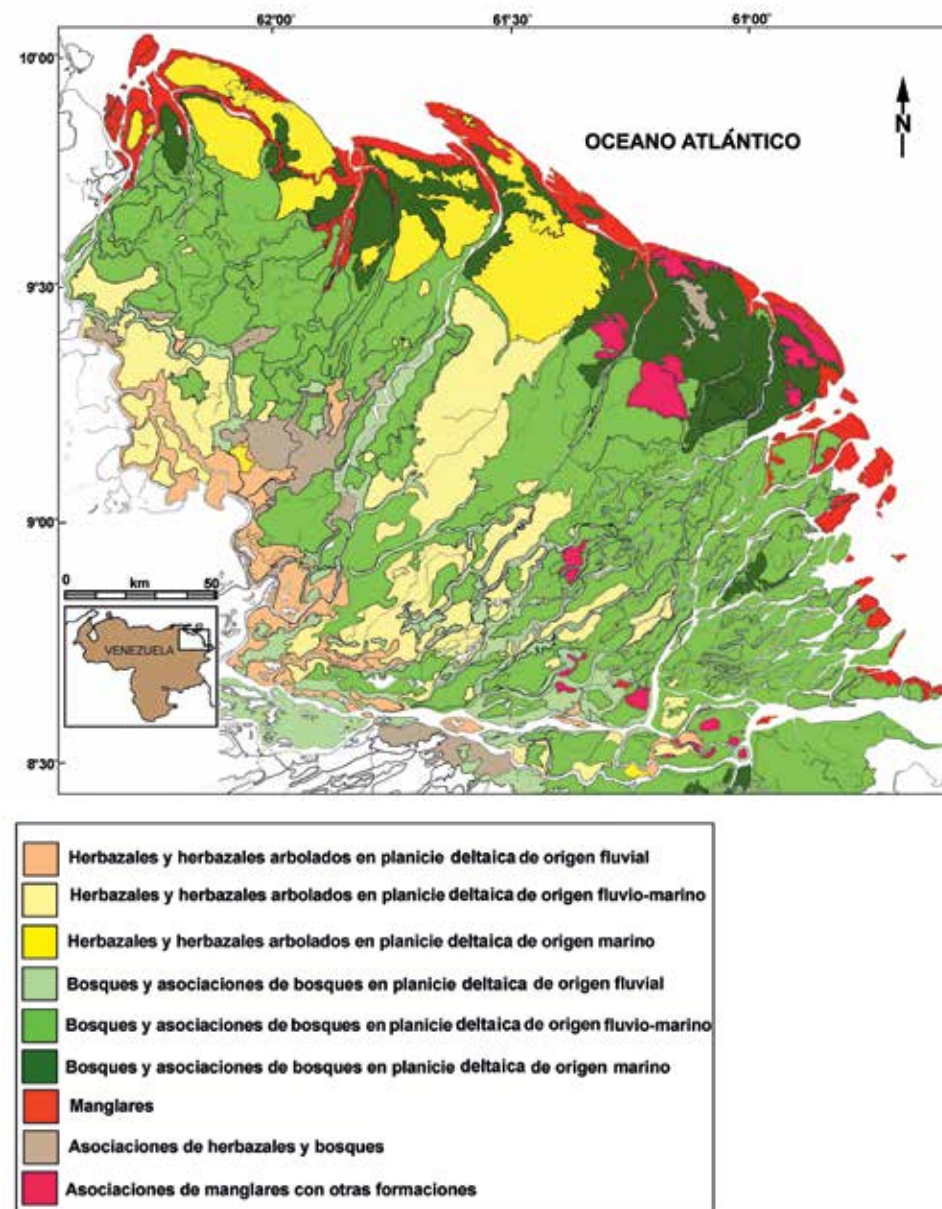 62°00' 61°30' 61°00'
10°00'
OCEANO ATLÁNTICO
N
9°30'
9°00
0 km 50
VENEZUELA
8°30
Herbazales y herbazales arbolados en planicie deltaica de origen fluvial
Herbazales y herbazales arbolados en planicie deltaica de origen fluvio-marino
Herbazales y herbazales arbolados en planicie deltaica de origen marino
Bosques y asociaciones de bosques en planicie deltaica de origen fluvial
Bosques y asociaciones de bosques en planicie deltaica de origen fluvio-marino
Bosques y asociaciones de bosques en planicie deltaica de origen marino
Manglares
Asociaciones de herbazales y bosques
Asociaciones de manglares con otras formaciones